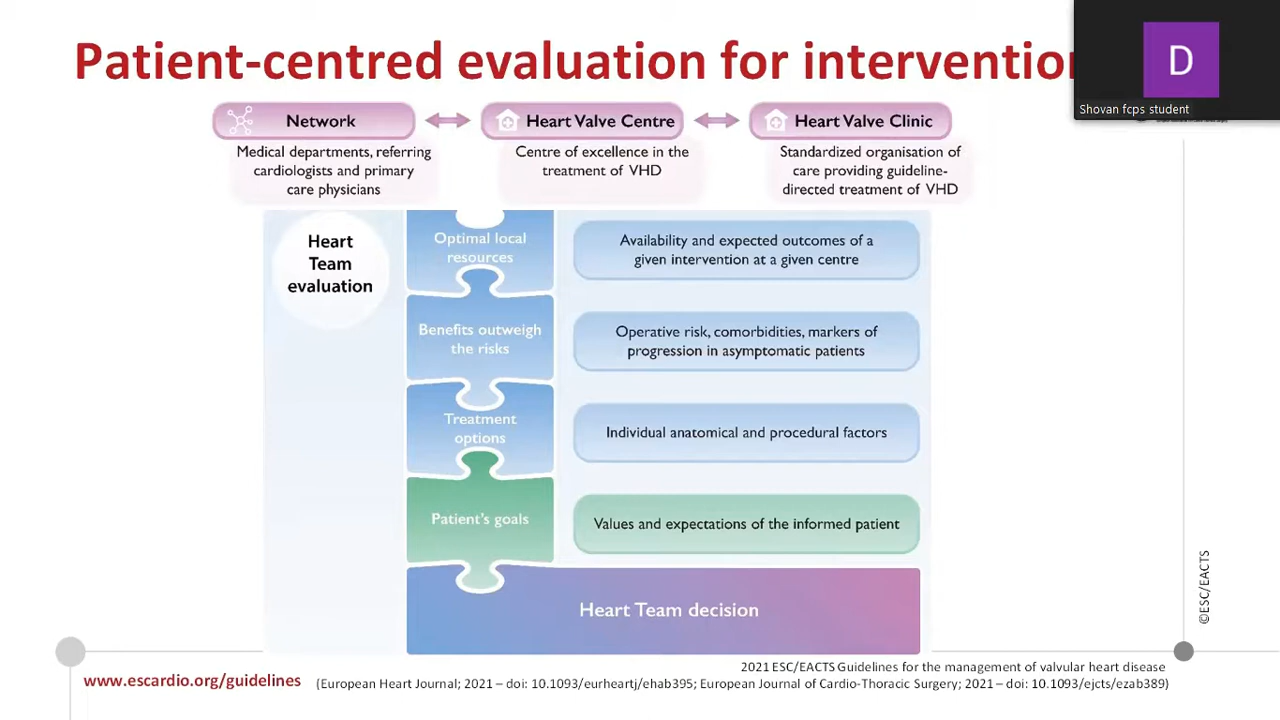 Patient-centred evaluation for intervention
D
Shovan fcps student
Network
Heart Valve Centre
Heart Valve Clinic
Medical departments, referring
cardiologists and primary
care physicians
Centre of excellence in the
treatment of VHD
Standardized organisation of
care providing guideline-
directed treatment of VHD
Heart
Team
evaluation
Optimal local
resources
Availability and expected outcomes of a
given intervention at a given centre
Benefits outweigh
the risks
Operative risk, comorbidities, markers of
progression in asymptomatic patients
Treatment
options
Individual anatomical and procedural factors
Patient's goals
Values and expectations of the informed patient
Heart Team decision
©ESC/EACTS
www.escardio.org/guidelines
2021 ESC/EACTS Guidelines for the management of valvular heart disease
(European Heart Journal; 2021 – doi: 10.1093/eurheartj/ehab395; European Journal of Cardio-Thoracic Surgery; 2021 – doi: 10.1093/ejcts/ezab389)